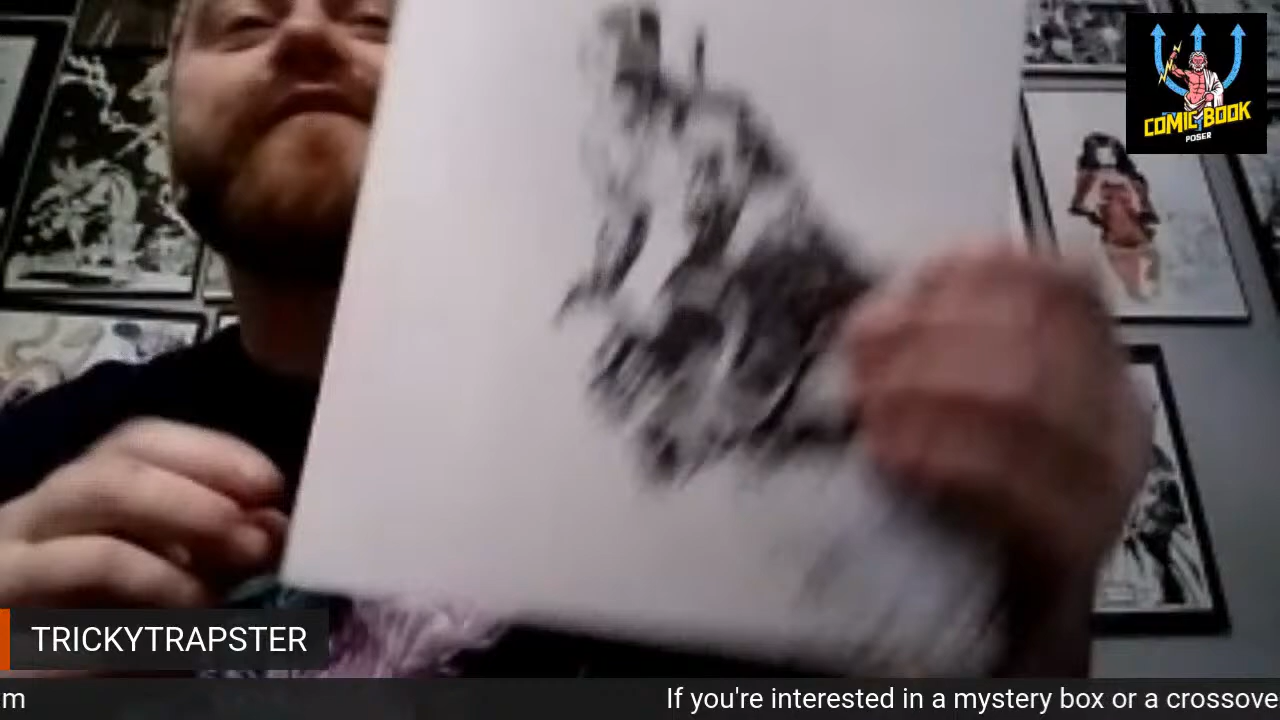 COMIC BOOK
POSER
TRICKYTRAPSTER
m
If you're interested in a mystery box or a crossove